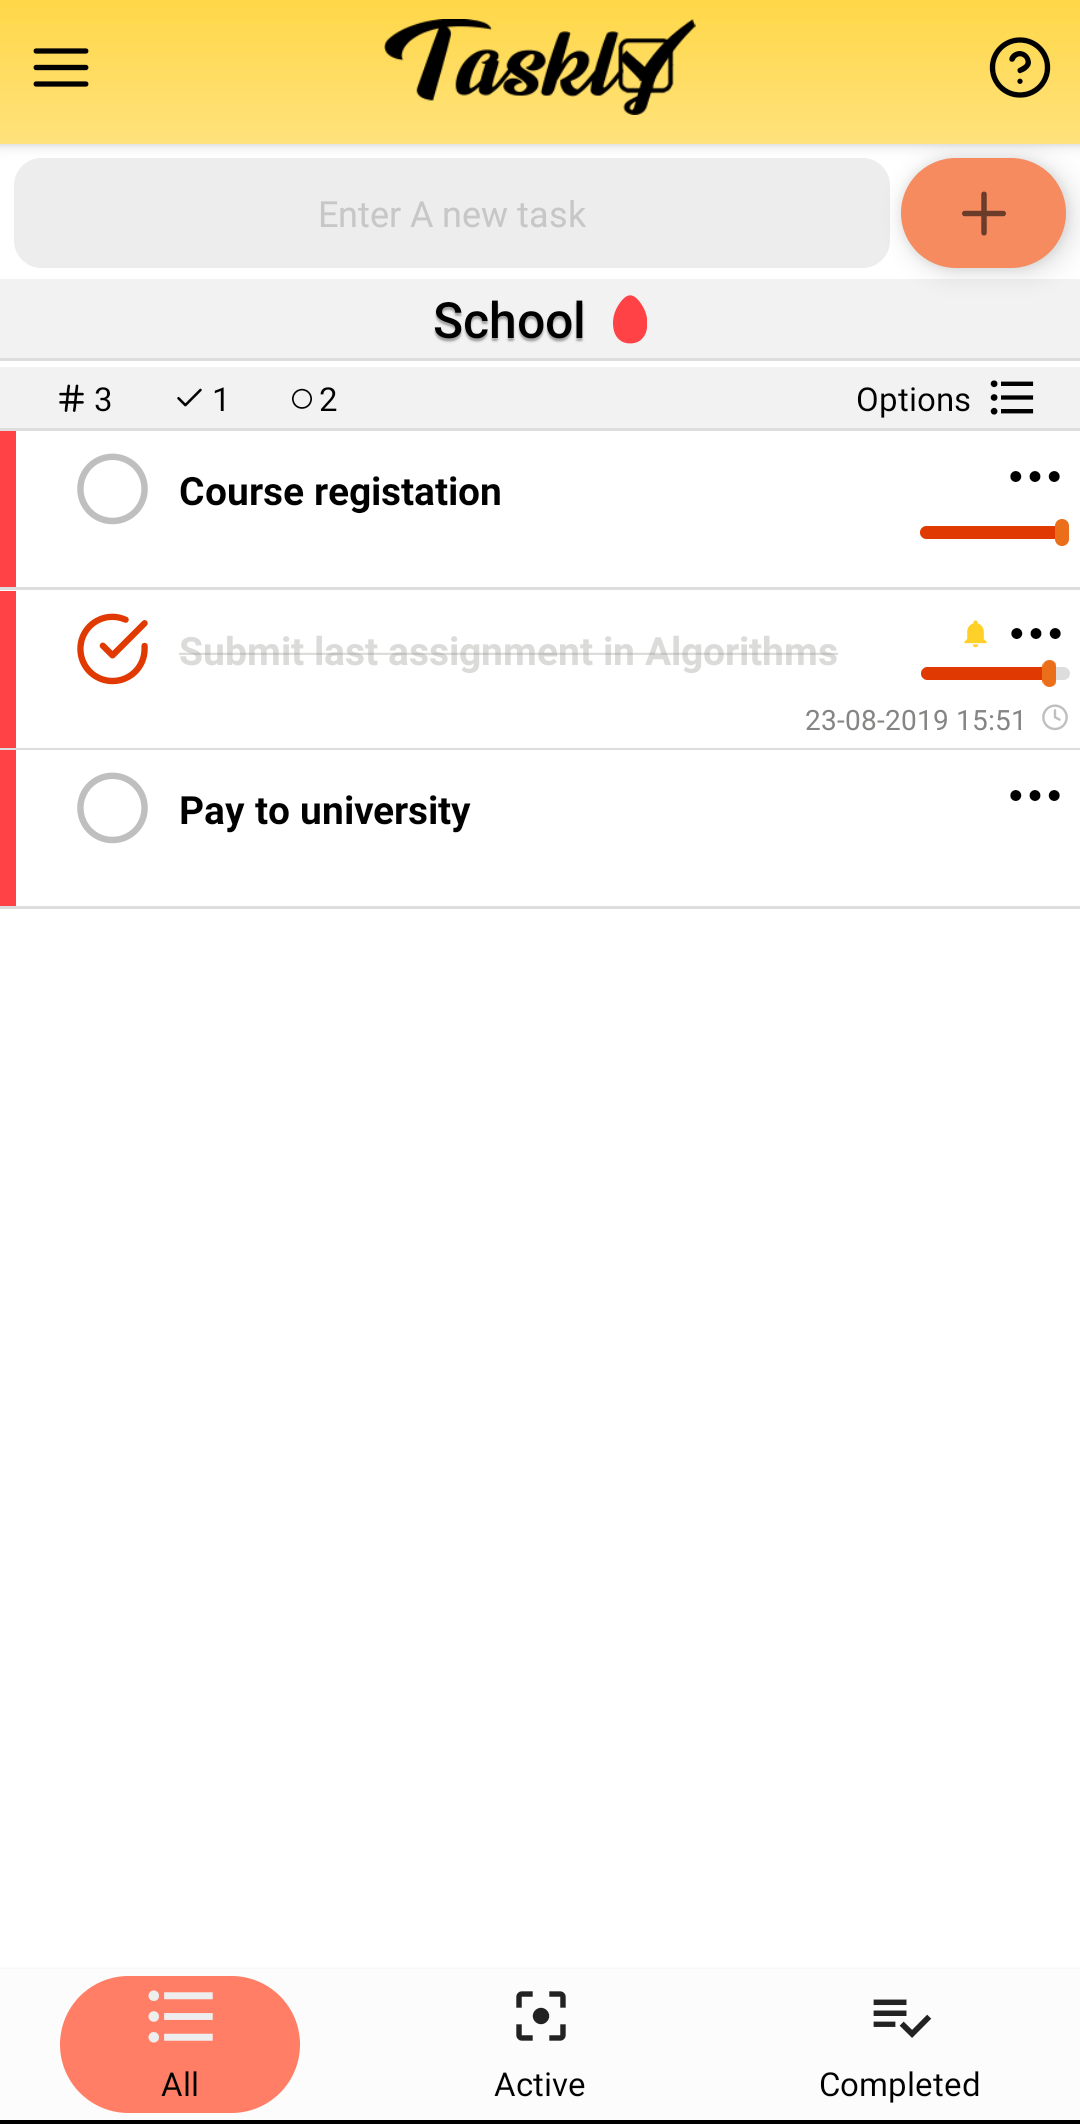 Taskly
Enter A new task
School
# 3 1 2 Options
Course registation
Submit last assignment in Algorithms
23-08-2019 15:51
Pay to university
All Active Completed